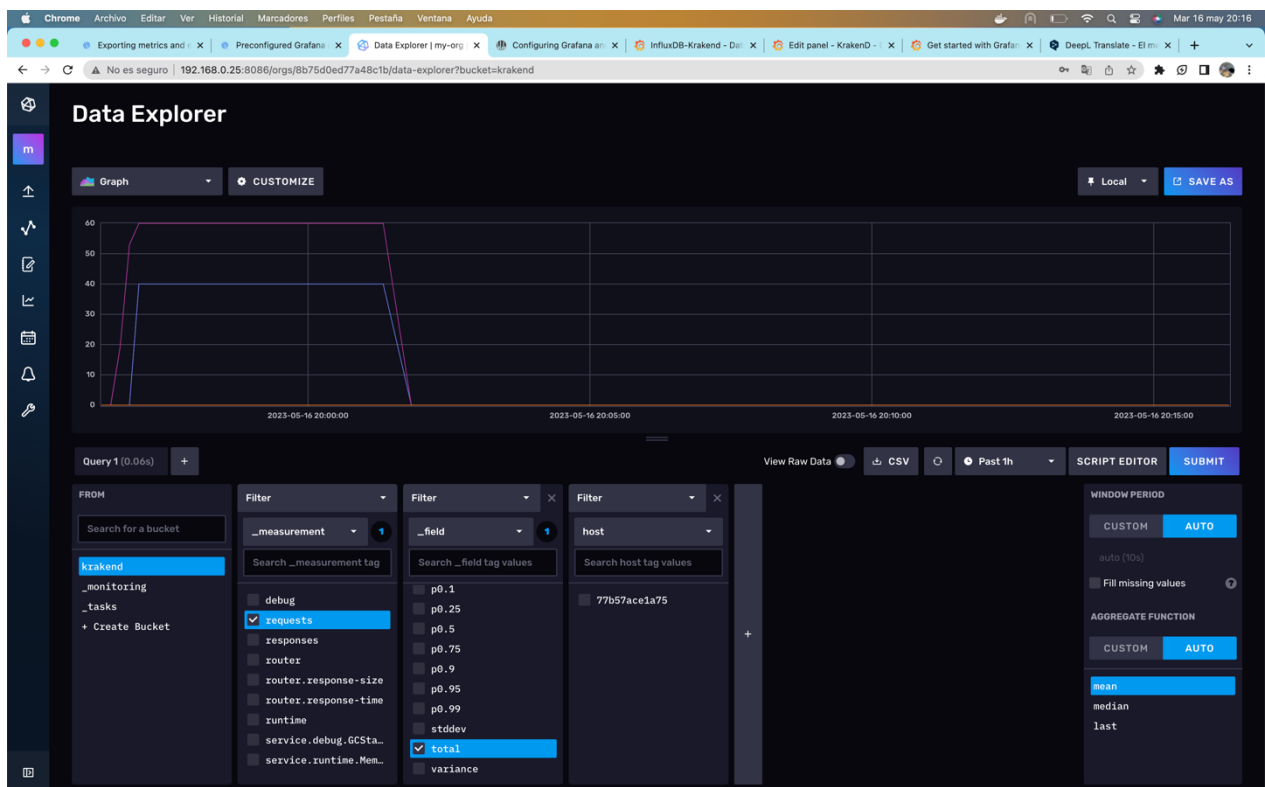 Chrome Archivo Editar Ver Historial Marcadores Perfiles Pestaña Ventana Ayuda Mar 16 may 20:16
Exporting metrics and Preconfigured Grafana Data Explorer | my-org Configuring Grafana an InfluxDB-Krakend - Dat Edit panel - KrakenD - Get started with Grafan DeepL Translate - El
No es seguro 192.168.0.25:8086/orgs/8b75d0ed77a48c1b/data-explorer?bucket=krakend
Data Explorer
m
Graph CUSTOMIZE Local SAVE AS
60
50
40
30
20
10
0
2023-05-16 20:00:00 2023-05-16 20:05:00 2023-05-16 20:10:00 2023-05-16 20:15:00
Query 1 (0.06s) + View Raw Data CSV Past 1h SCRIPT EDITOR SUBMIT
FROM
Search for a bucket
krakend
_monitoring
_tasks
+ Create Bucket
Filter
_measurement 1
Search _measurement tag
debug
requests
responses
router
router.response-size
router.response-time
runtime
service.debug.GCSta…
service.runtime.Mem…
Filter
_field 1
Search _field tag values
p0.1
p0.25
p0.5
p0.75
p0.9
p0.95
p0.99
stddev
total
variance
Filter
host
Search host tag values
77b57ace1a75
+
WINDOW PERIOD
CUSTOM AUTO
auto (10s)
Fill missing values ?
AGGREGATE FUNCTION
CUSTOM AUTO
mean
median
last